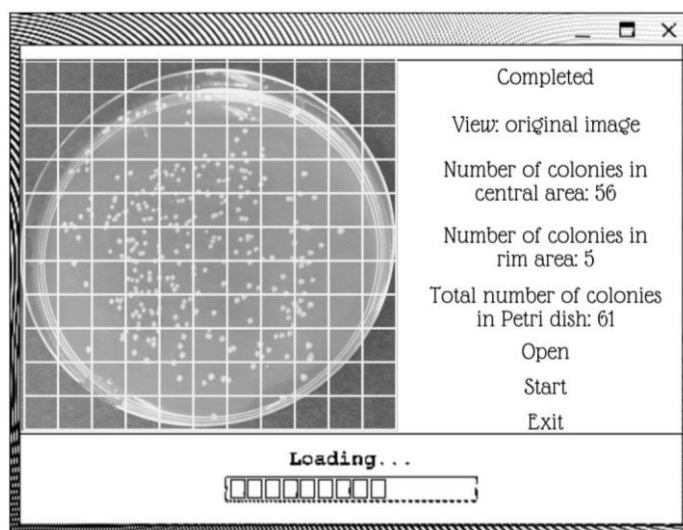 Completed
View: original image
Number of colonies in
central area: 56
Number of colonies in
rim area: 5
Total number of colonies
in Petri dish: 61
Open
Start
Exit
Loading...